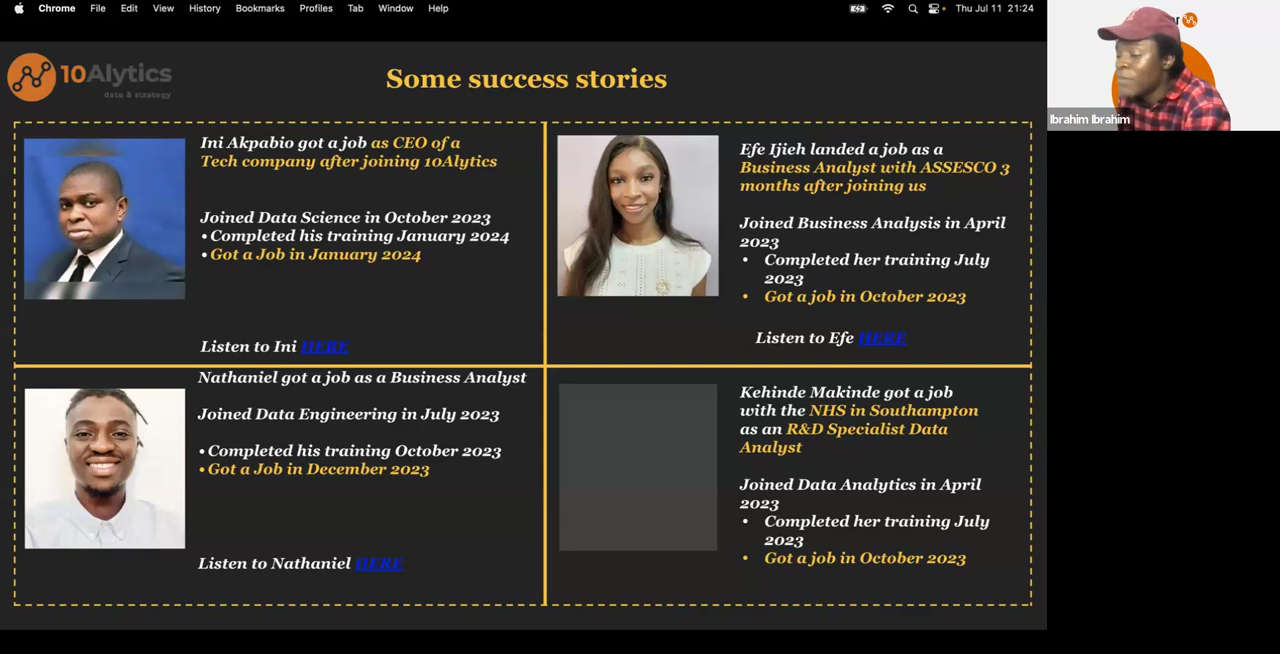 Chrome File Edit View History Bookmarks Profiles Tab Window Help Thu Jul 11 21:24
10Alytics
data & strategy
Some success stories
Ini Akpabio got a job as CEO of a
Tech company after joining 10Alytics
Joined Data Science in October 2023
• Completed his training January 2024
• Got a Job in January 2024
Listen to Ini HERE
Efe Ijieh landed a job as a
Business Analyst with ASSESCO 3
months after joining us
Joined Business Analysis in April
2023
• Completed her training July
2023
• Got a job in October 2023
Listen to Efe HERE
Nathaniel got a job as a Business Analyst
Joined Data Engineering in July 2023
• Completed his training October 2023
• Got a Job in December 2023
Listen to Nathaniel HERE
Kehinde Makinde got a job
with the NHS in Southampton
as an R&D Specialist Data
Analyst
Joined Data Analytics in April
2023
• Completed her training July
2023
• Got a job in October 2023
Ibrahim Ibrahim